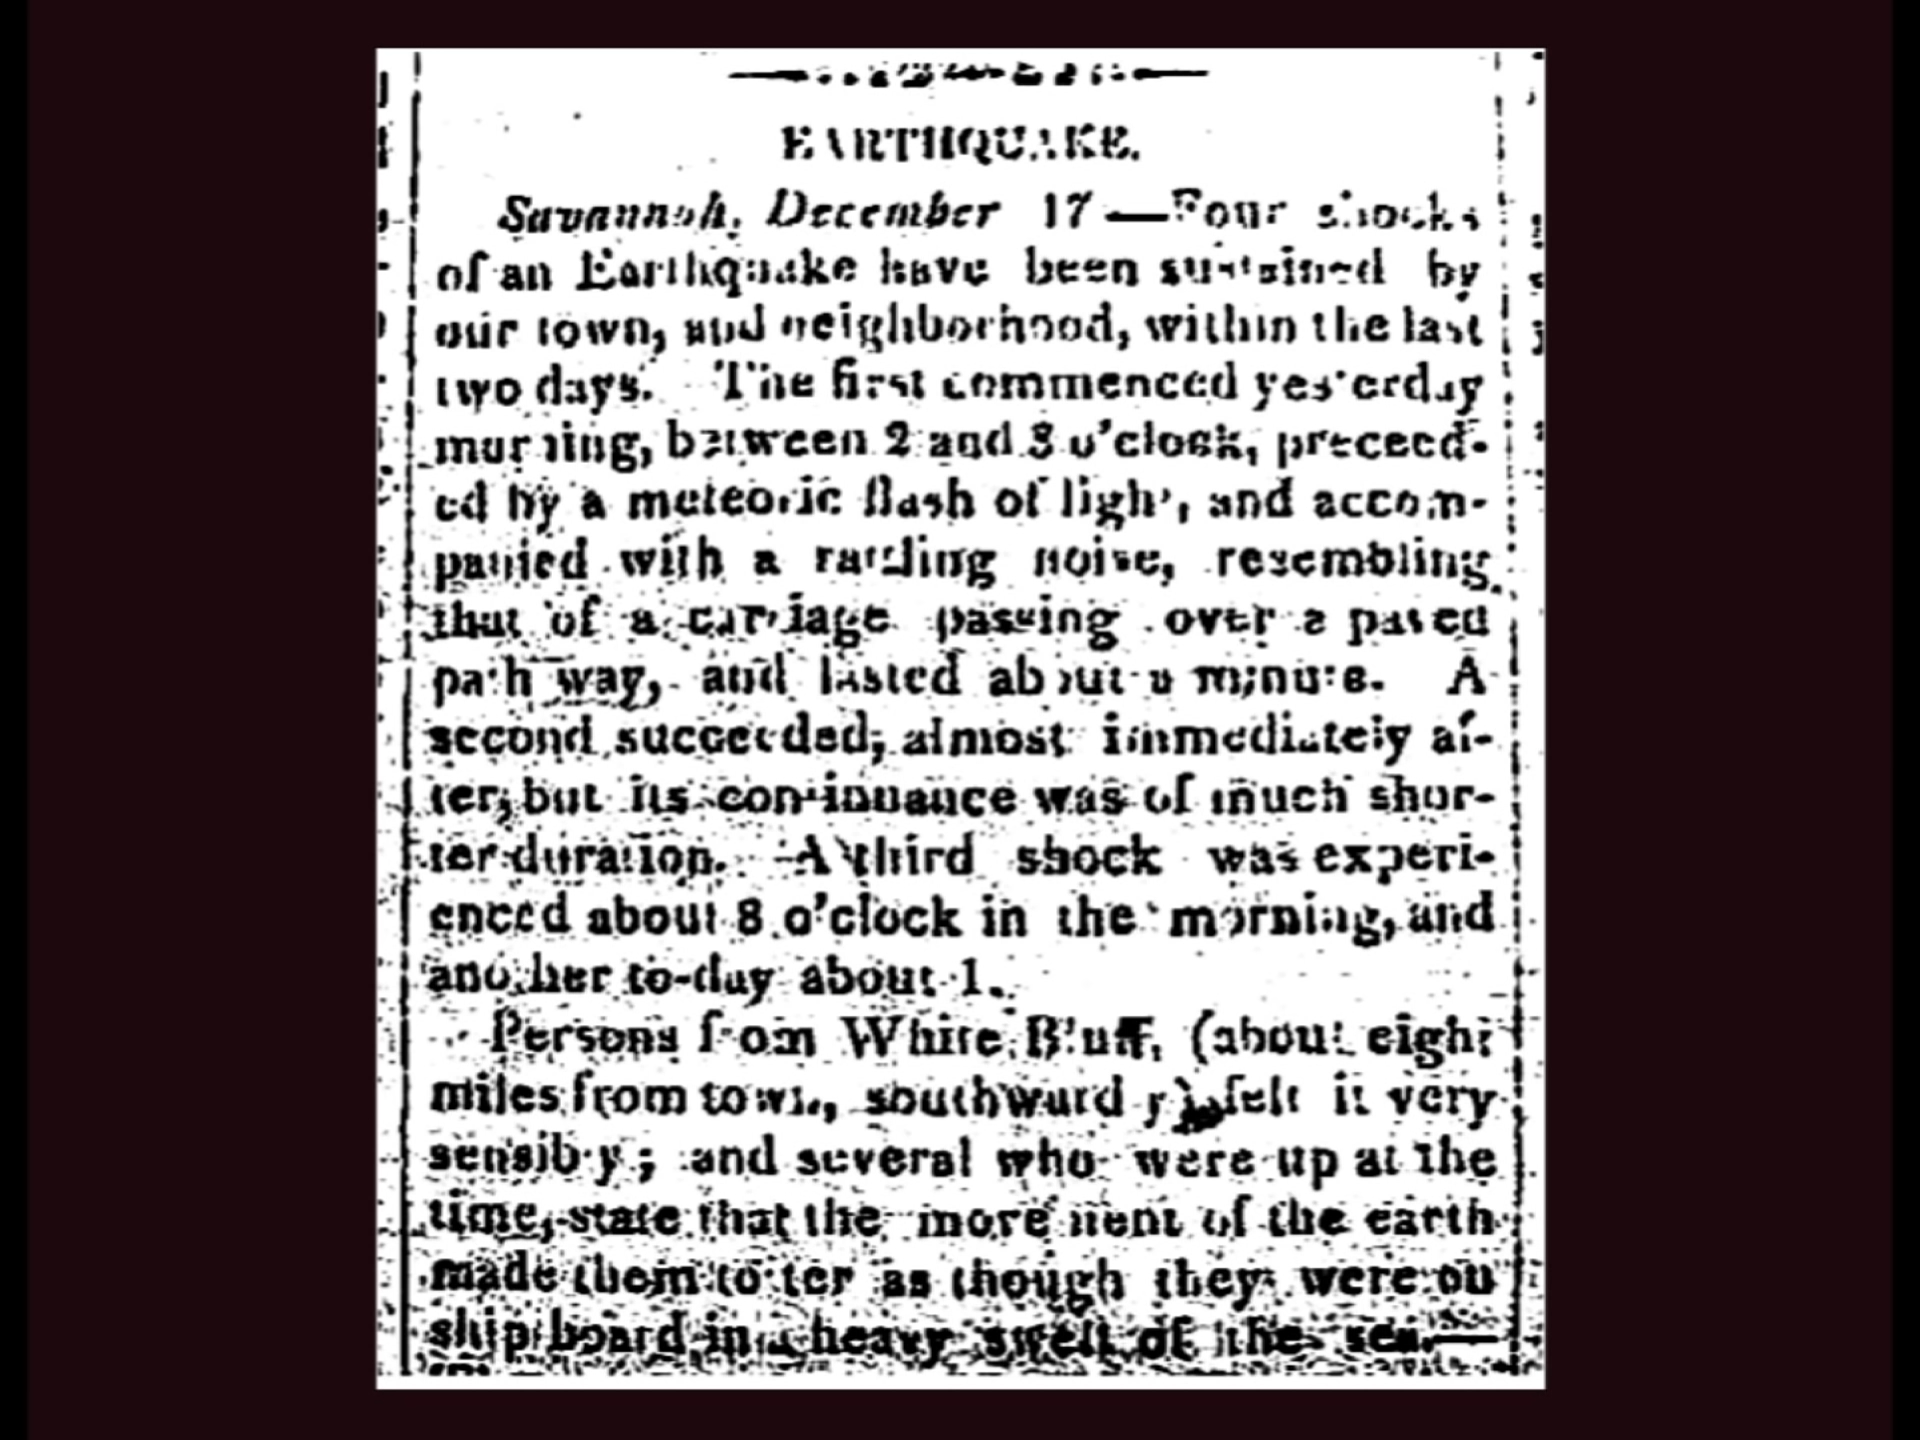 EARTHQUAKE.
Savannah, December 17—Four shocks
of an Earthquake have been sustained by
our town, and neighborhood, within the last
two days. The first commenced yesterday
morning, between 2 and 3 o'clock, preceed-
ed by a meteoric flash of light, and accom-
panied with a rattling noise, resembling
that of a carriage passing over a paved
path way, and lasted about a minute. A
second succeeded, almost immediately af-
ter, but its continuance was of much shor-
ter duration. A third shock was experi-
enced about 8 o'clock in the morning, and
another to-day about 1.
Persons from White Bluff, (about eight
miles from town, southwardly) felt it very
sensibly; and several who were up at the
time, state that the movement of the earth
made them totter as though they were on
ship board in a heavy swell of the sea.—